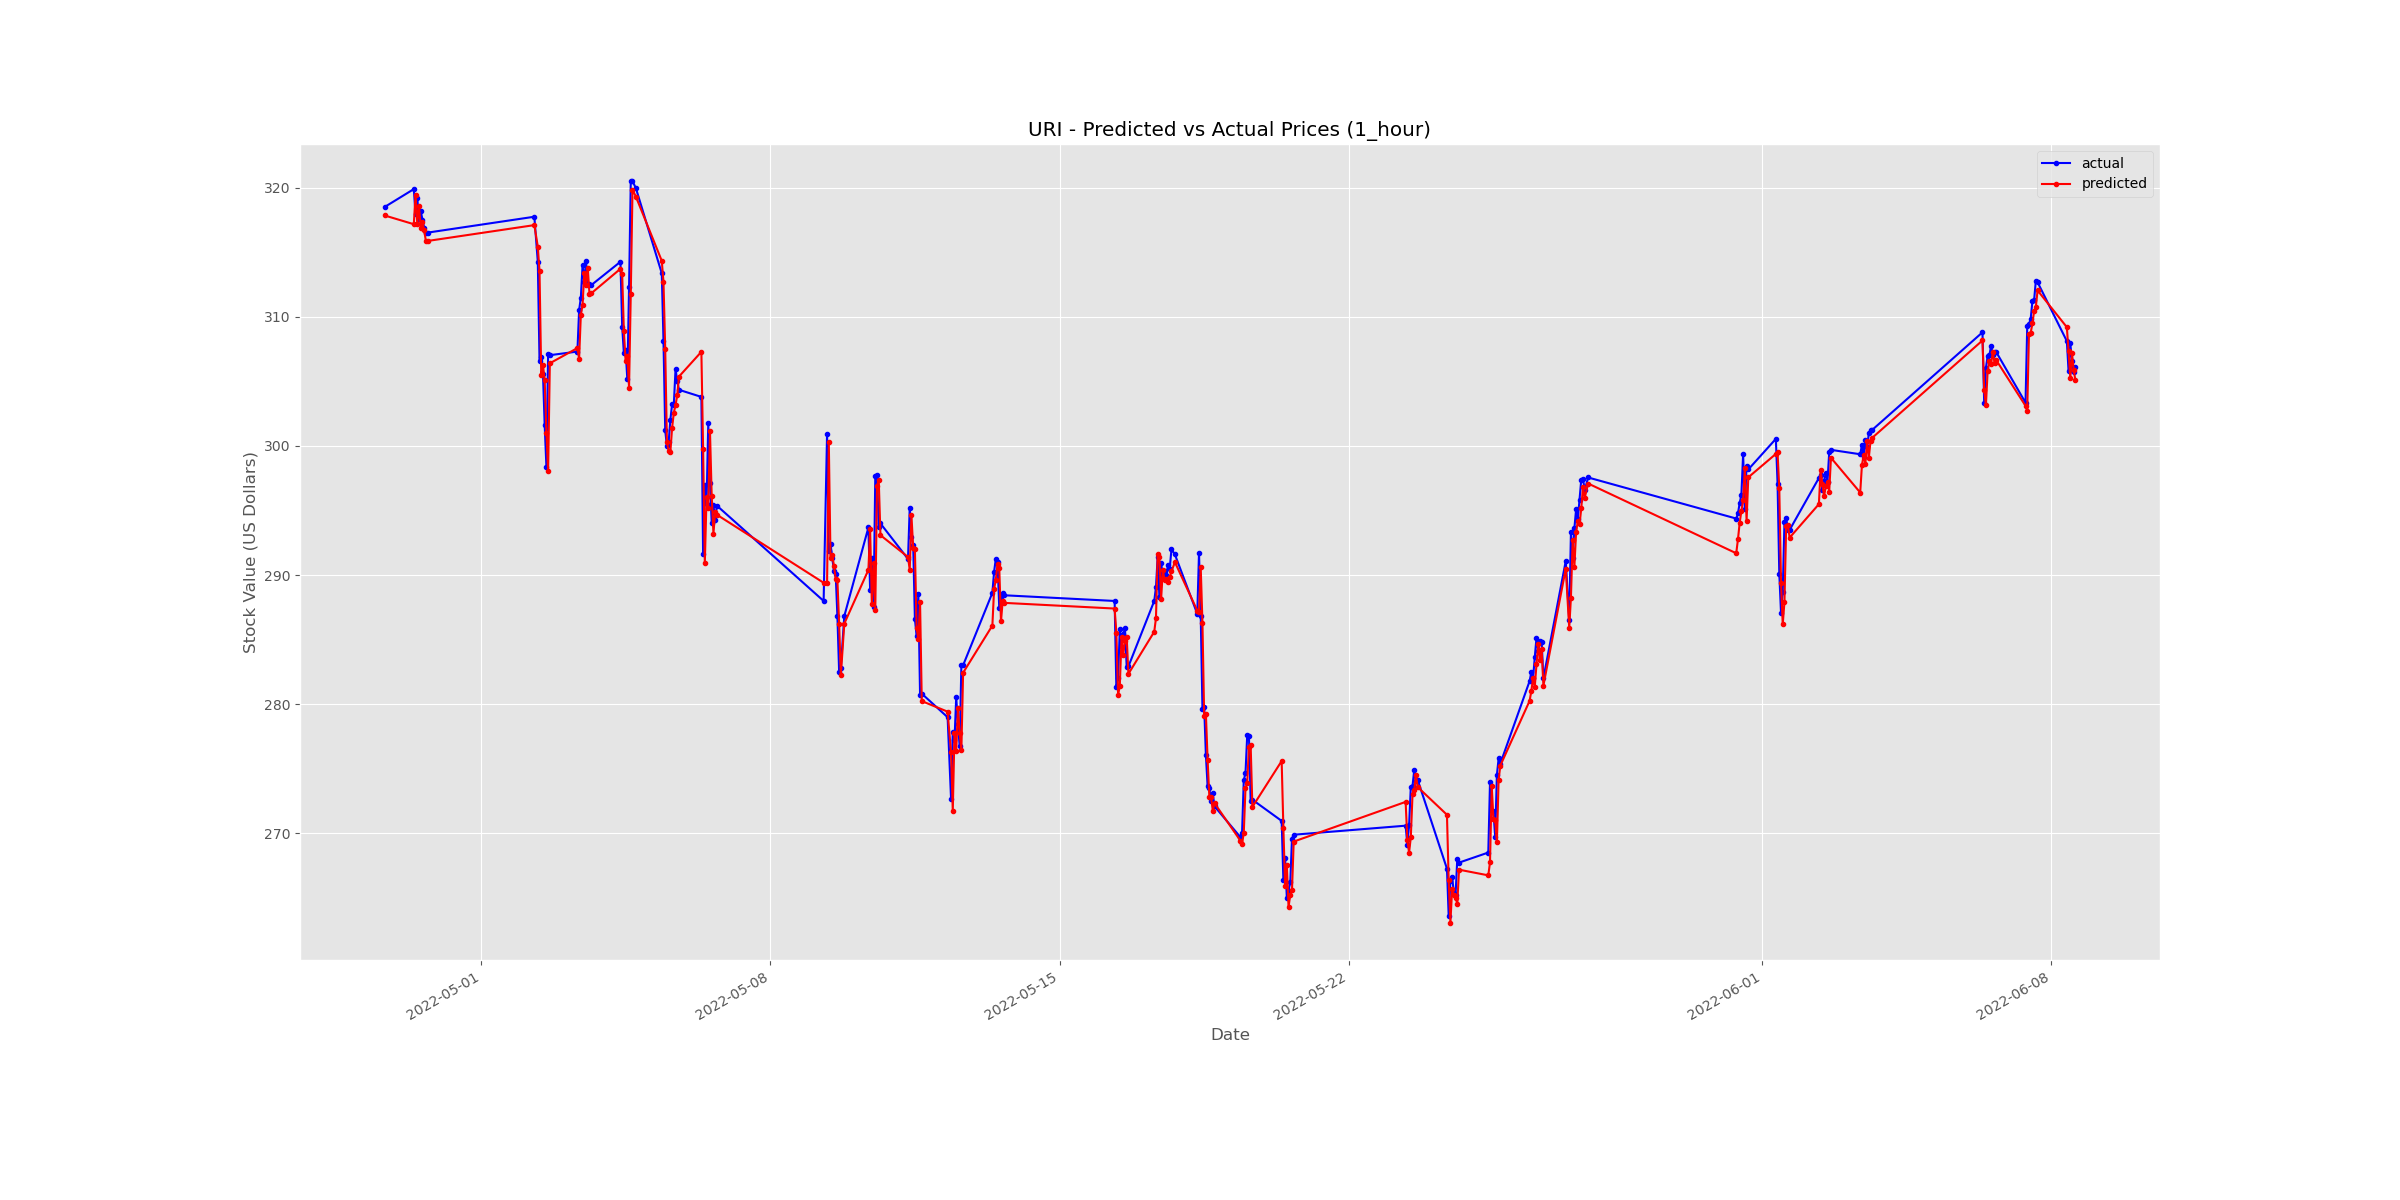 URI - Predicted vs Actual Prices (1_hour)
actual
predicted
320
310
300
290
280
270
Stock Value (US Dollars)
2022-05-01
2022-05-08
2022-05-15
2022-05-22
2022-06-01
2022-06-08
Date